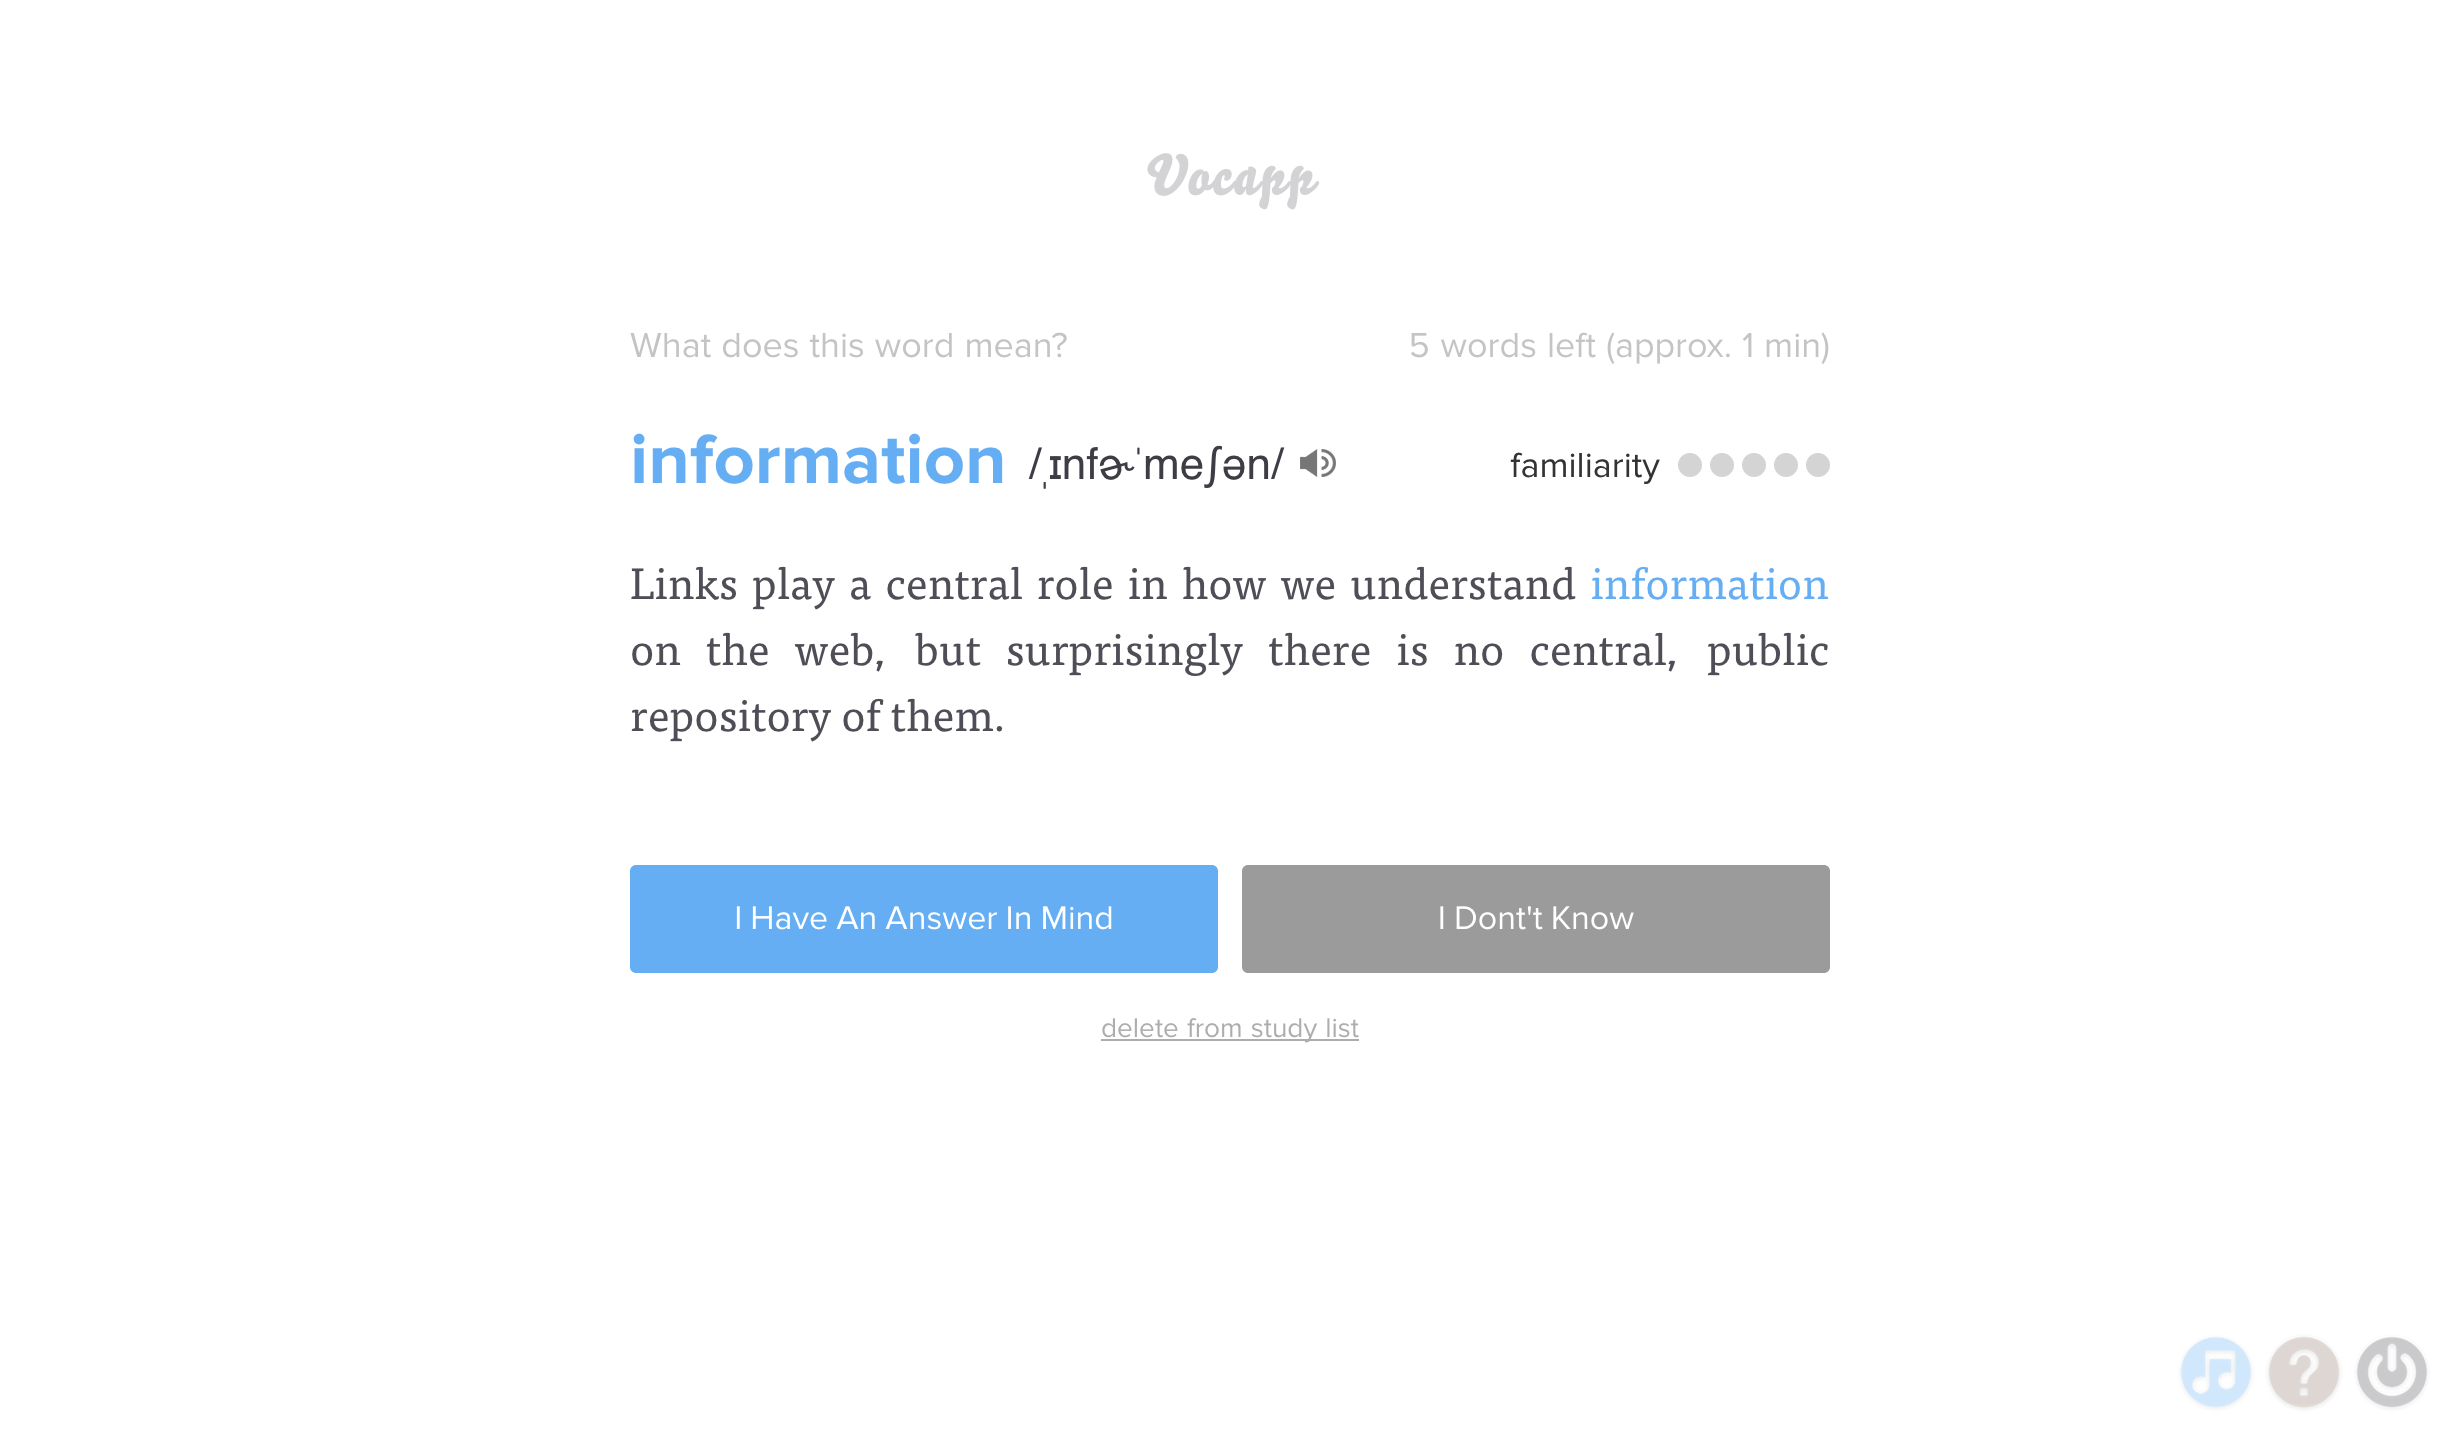 Vocapp
What does this word mean?
5 words left (approx. 1 min)
information /ˌɪnfɚˈmeʃən/
familiarity
Links play a central role in how we understand information
on the web, but surprisingly there is no central, public
repository of them.
I Have An Answer In Mind
I Dont't Know
delete from study list
?